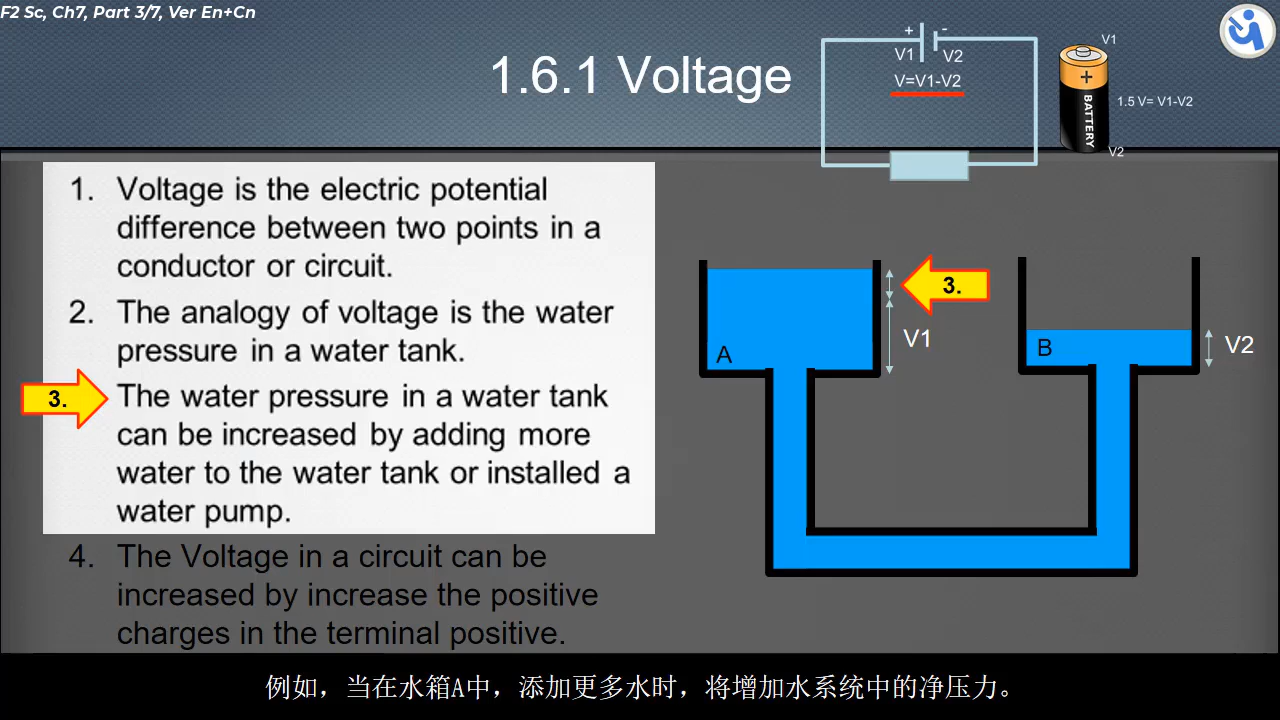 F2 Sc, Ch7, Part 3/7, Ver En+Cn
1.6.1 Voltage
+ -
V1 V2
V=V1-V2
V1
+
BATTERY
1.5 V= V1-V2
V2
1. Voltage is the electric potential
difference between two points in a
conductor or circuit.
2. The analogy of voltage is the water
pressure in a water tank.
3.
The water pressure in a water tank
can be increased by adding more
water to the water tank or installed a
water pump.
4. The Voltage in a circuit can be
increased by increase the positive
charges in the terminal positive.
3.
V1
A
B
V2
例如，当在水箱A中，添加更多水时，将增加水系统中的净压力。